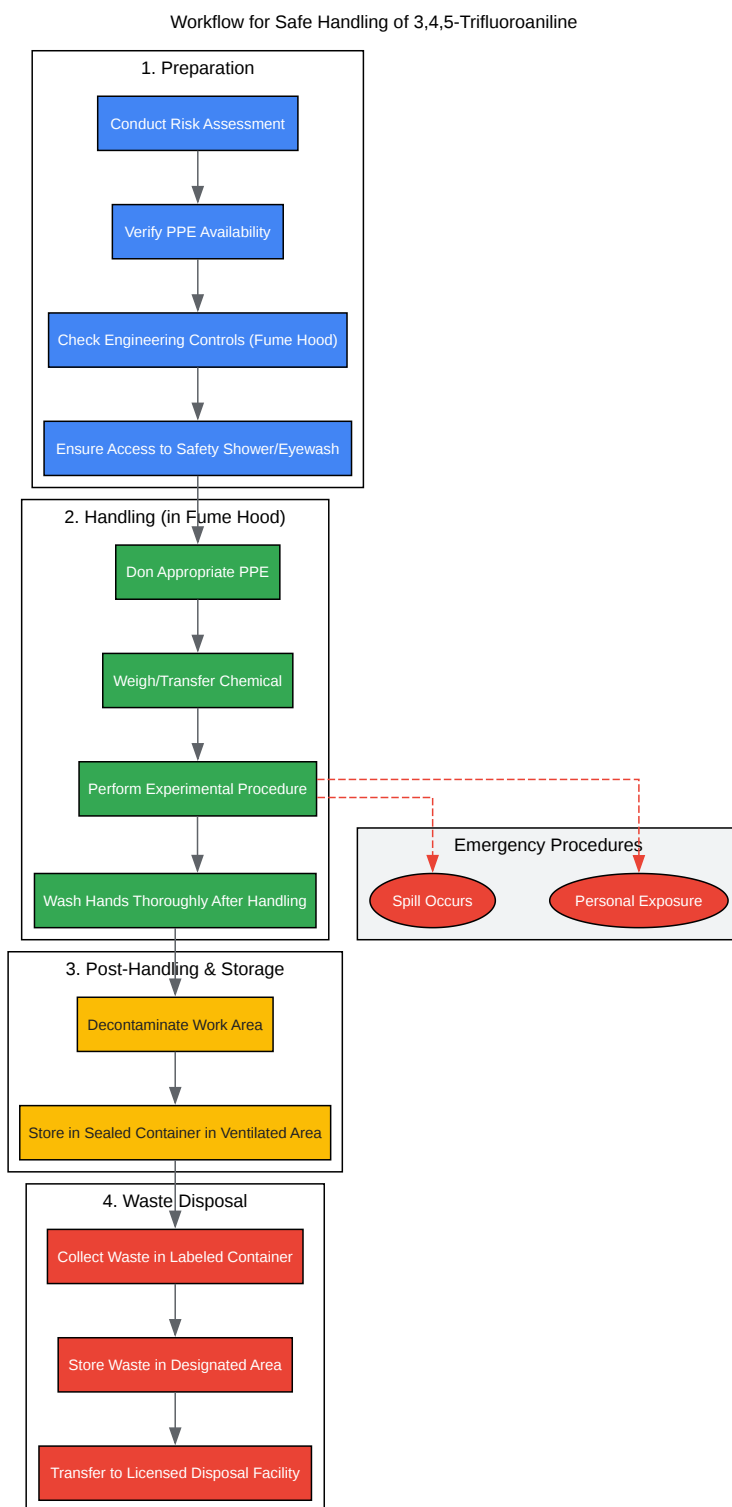 Workflow for Safe Handling of 3,4,5-Trifluoroaniline
1. Preparation
Conduct Risk Assessment
Verify PPE Availability
Check Engineering Controls (Fume Hood)
Ensure Access to Safety Shower/Eyewash
2. Handling (in Fume Hood)
Don Appropriate PPE
Weigh/Transfer Chemical
Perform Experimental Procedure
Wash Hands Thoroughly After Handling
Emergency Procedures
Spill Occurs
Personal Exposure
3. Post-Handling & Storage
Decontaminate Work Area
Store in Sealed Container in Ventilated Area
4. Waste Disposal
Collect Waste in Labeled Container
Store Waste in Designated Area
Transfer to Licensed Disposal Facility